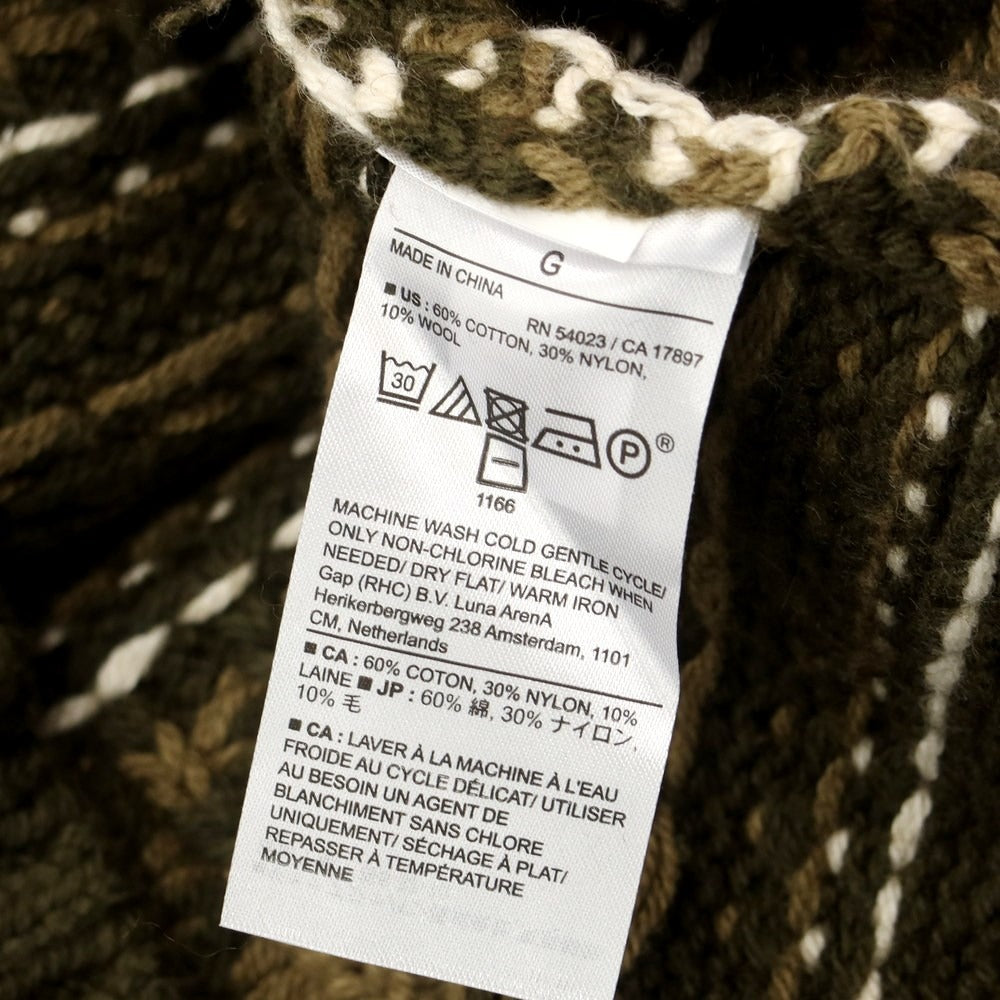 G
MADE IN CHINA
RN 54023 / CA 17897
■ US : 60% COTTON, 30% NYLON,
10% WOOL
30
P ®
1166
MACHINE WASH COLD GENTLE CYCLE/
ONLY NON-CHLORINE BLEACH WHEN
NEEDED/ DRY FLAT/ WARM IRON
Gap (RHC) B.V. Luna ArenA
Herikerbergweg 238 Amsterdam, 1101
CM, Netherlands
■ CA : 60% COTON, 30% NYLON, 10%
LAINE ■ JP : 60% 綿, 30% ナイロン,
10% 毛
■ CA : LAVER À LA MACHINE À L'EAU
FROIDE AU CYCLE DÉLICAT/ UTILISER
AU BESOIN UN AGENT DE
BLANCHIMENT SANS CHLORE
UNIQUEMENT/ SÉCHAGE À PLAT/
REPASSER À TEMPÉRATURE
MOYENNE